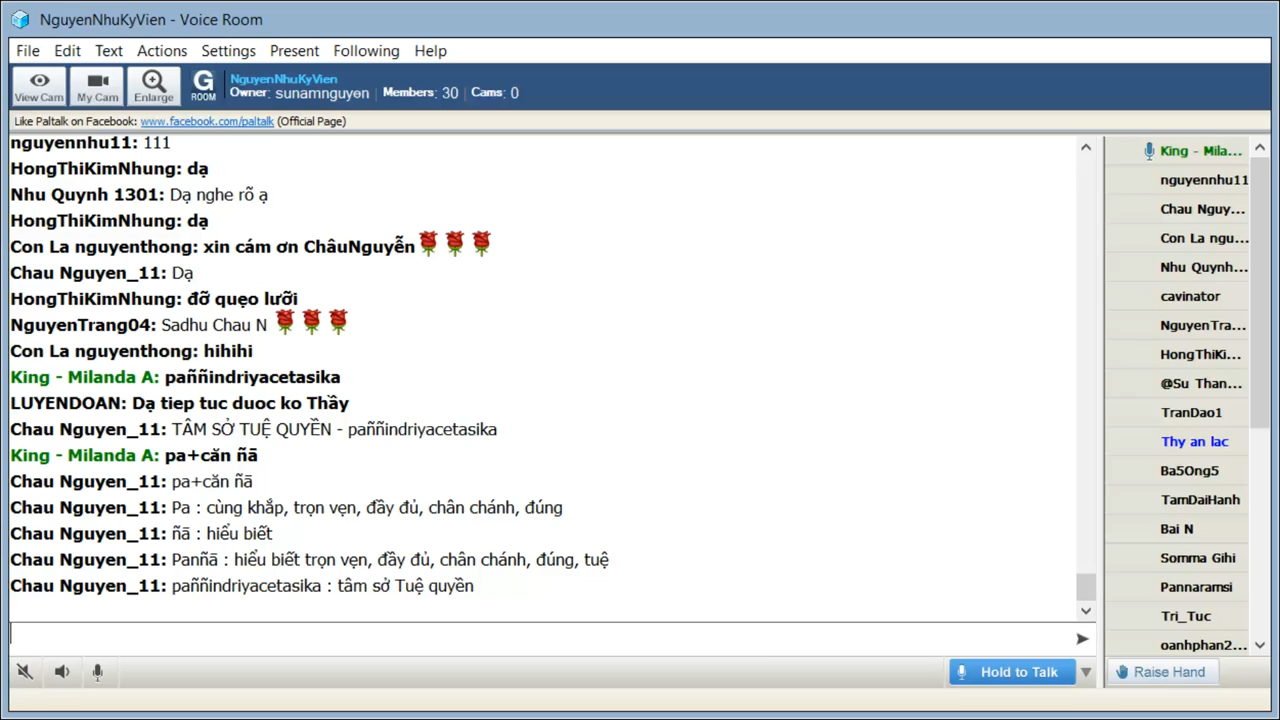 NguyenNhuKyVien - Voice Room
File Edit Text Actions Settings Present Following Help
View Cam My Cam Enlarge G ROOM NguyenNhuKyVien
Owner: sunamnguyen | Members: 30 | Cams: 0
Like Paltalk on Facebook: www.facebook.com/paltalk (Official Page)
nguyennhu11: 111
HongThiKimNhung: dạ
Nhu Quynh 1301: Dạ nghe rõ ạ
HongThiKimNhung: dạ
Con La nguyenthong: xin cám ơn ChâuNguyễn
Chau Nguyen_11: Dạ
HongThiKimNhung: đỡ quẹo lưỡi
NguyenTrang04: Sadhu Chau N
Con La nguyenthong: hihihi
King - Milanda A: paññindriyacetasika
LUYENDOAN: Dạ tiep tuc duoc ko Thầy
Chau Nguyen_11: TÂM SỞ TUỆ QUYỀN - paññindriyacetasika
King - Milanda A: pa+căn ñā
Chau Nguyen_11: pa+căn ñā
Chau Nguyen_11: Pa : cùng khắp, trọn vẹn, đầy đủ, chân chánh, đúng
Chau Nguyen_11: ñā : hiểu biết
Chau Nguyen_11: Panñā : hiểu biết trọn vẹn, đầy đủ, chân chánh, đúng, tuệ
Chau Nguyen_11: paññindriyacetasika : tâm sở Tuệ quyền
King - Mila...
nguyennhu11
Chau Nguy...
Con La ngu...
Nhu Quynh...
cavinator
NguyenTra...
HongThiKi...
@Su Than...
TranDao1
Thy an lac
Ba5Ong5
TamDaiHanh
Bai N
Somma Gihi
Pannaramsi
Tri_Tuc
oanhphan2...
Hold to Talk
Raise Hand